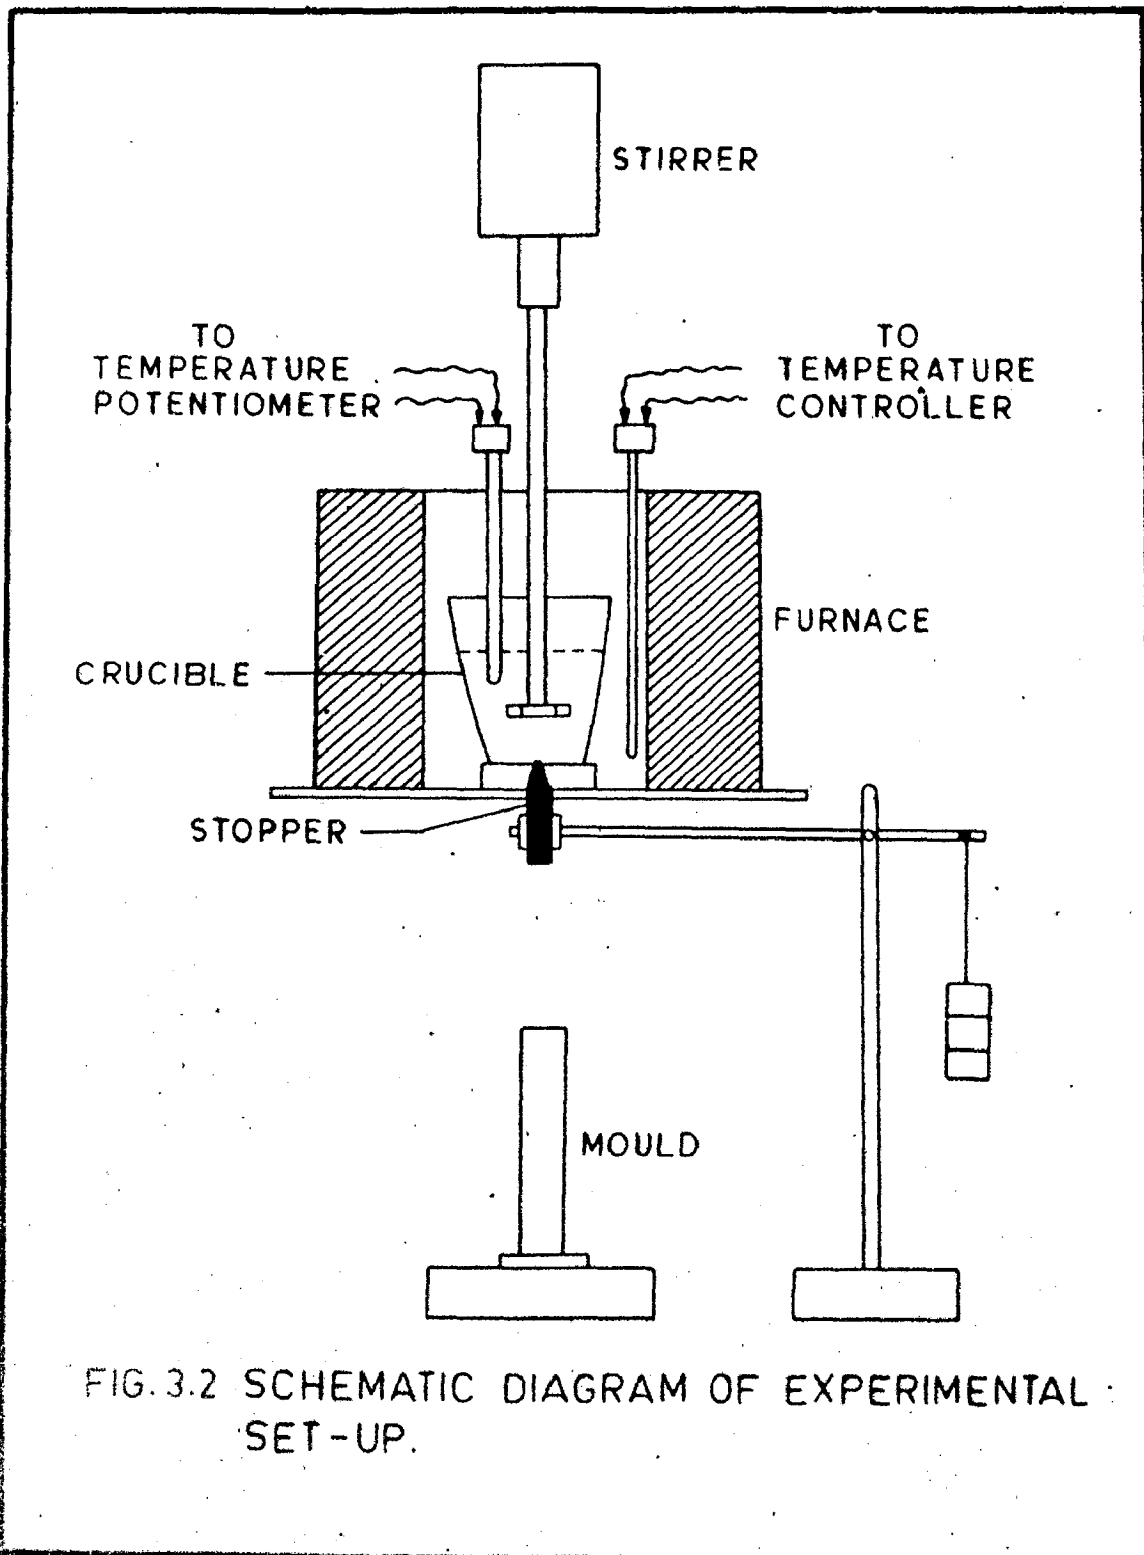 STIRRER
TO
TEMPERATURE
POTENTIOMETER
TO
TEMPERATURE
CONTROLLER
FURNACE
CRUCIBLE
STOPPER
MOULD
FIG. 3.2 SCHEMATIC DIAGRAM OF EXPERIMENTAL
SET-UP.